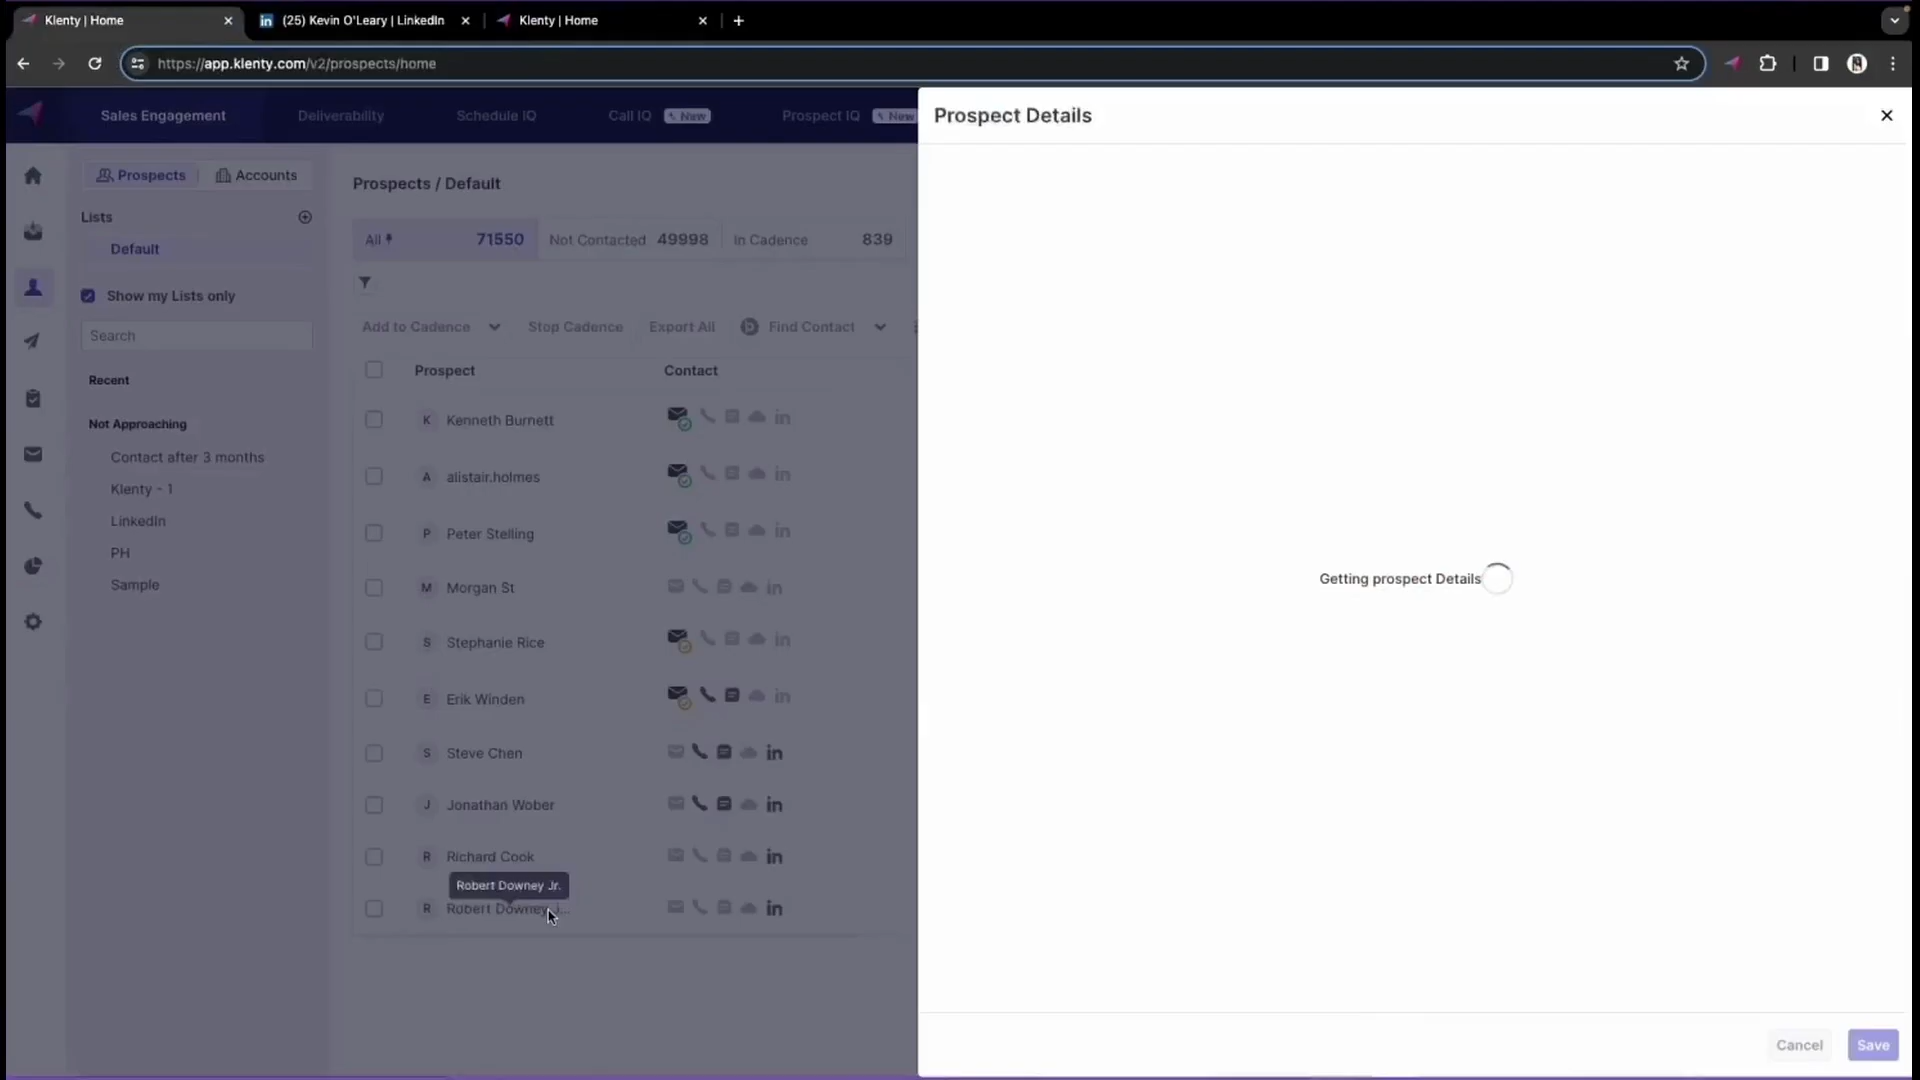 Klenty | Home
(25) Kevin O'Leary | LinkedIn
Klenty | Home
https://app.klenty.com/v2/prospects/home
Sales Engagement
Deliverability
Schedule IQ
Call IQ
New
Prospect IQ
New
Prospect Details
Prospects
Accounts
Lists
Default
Show my Lists only
Search
Recent
Not Approaching
Contact after 3 months
Klenty - 1
LinkedIn
PH
Sample
Prospects / Default
All 71550
Not Contacted 49998
In Cadence 839
Add to Cadence
Stop Cadence
Export All
Find Contact
Prospect Contact
K Kenneth Burnett
A alistair.holmes
P Peter Stelling
M Morgan St
S Stephanie Rice
E Erik Winden
S Steve Chen
J Jonathan Wober
R Richard Cook
Robert Downey Jr.
R Robert Downey J...
Getting prospect Details
Cancel
Save